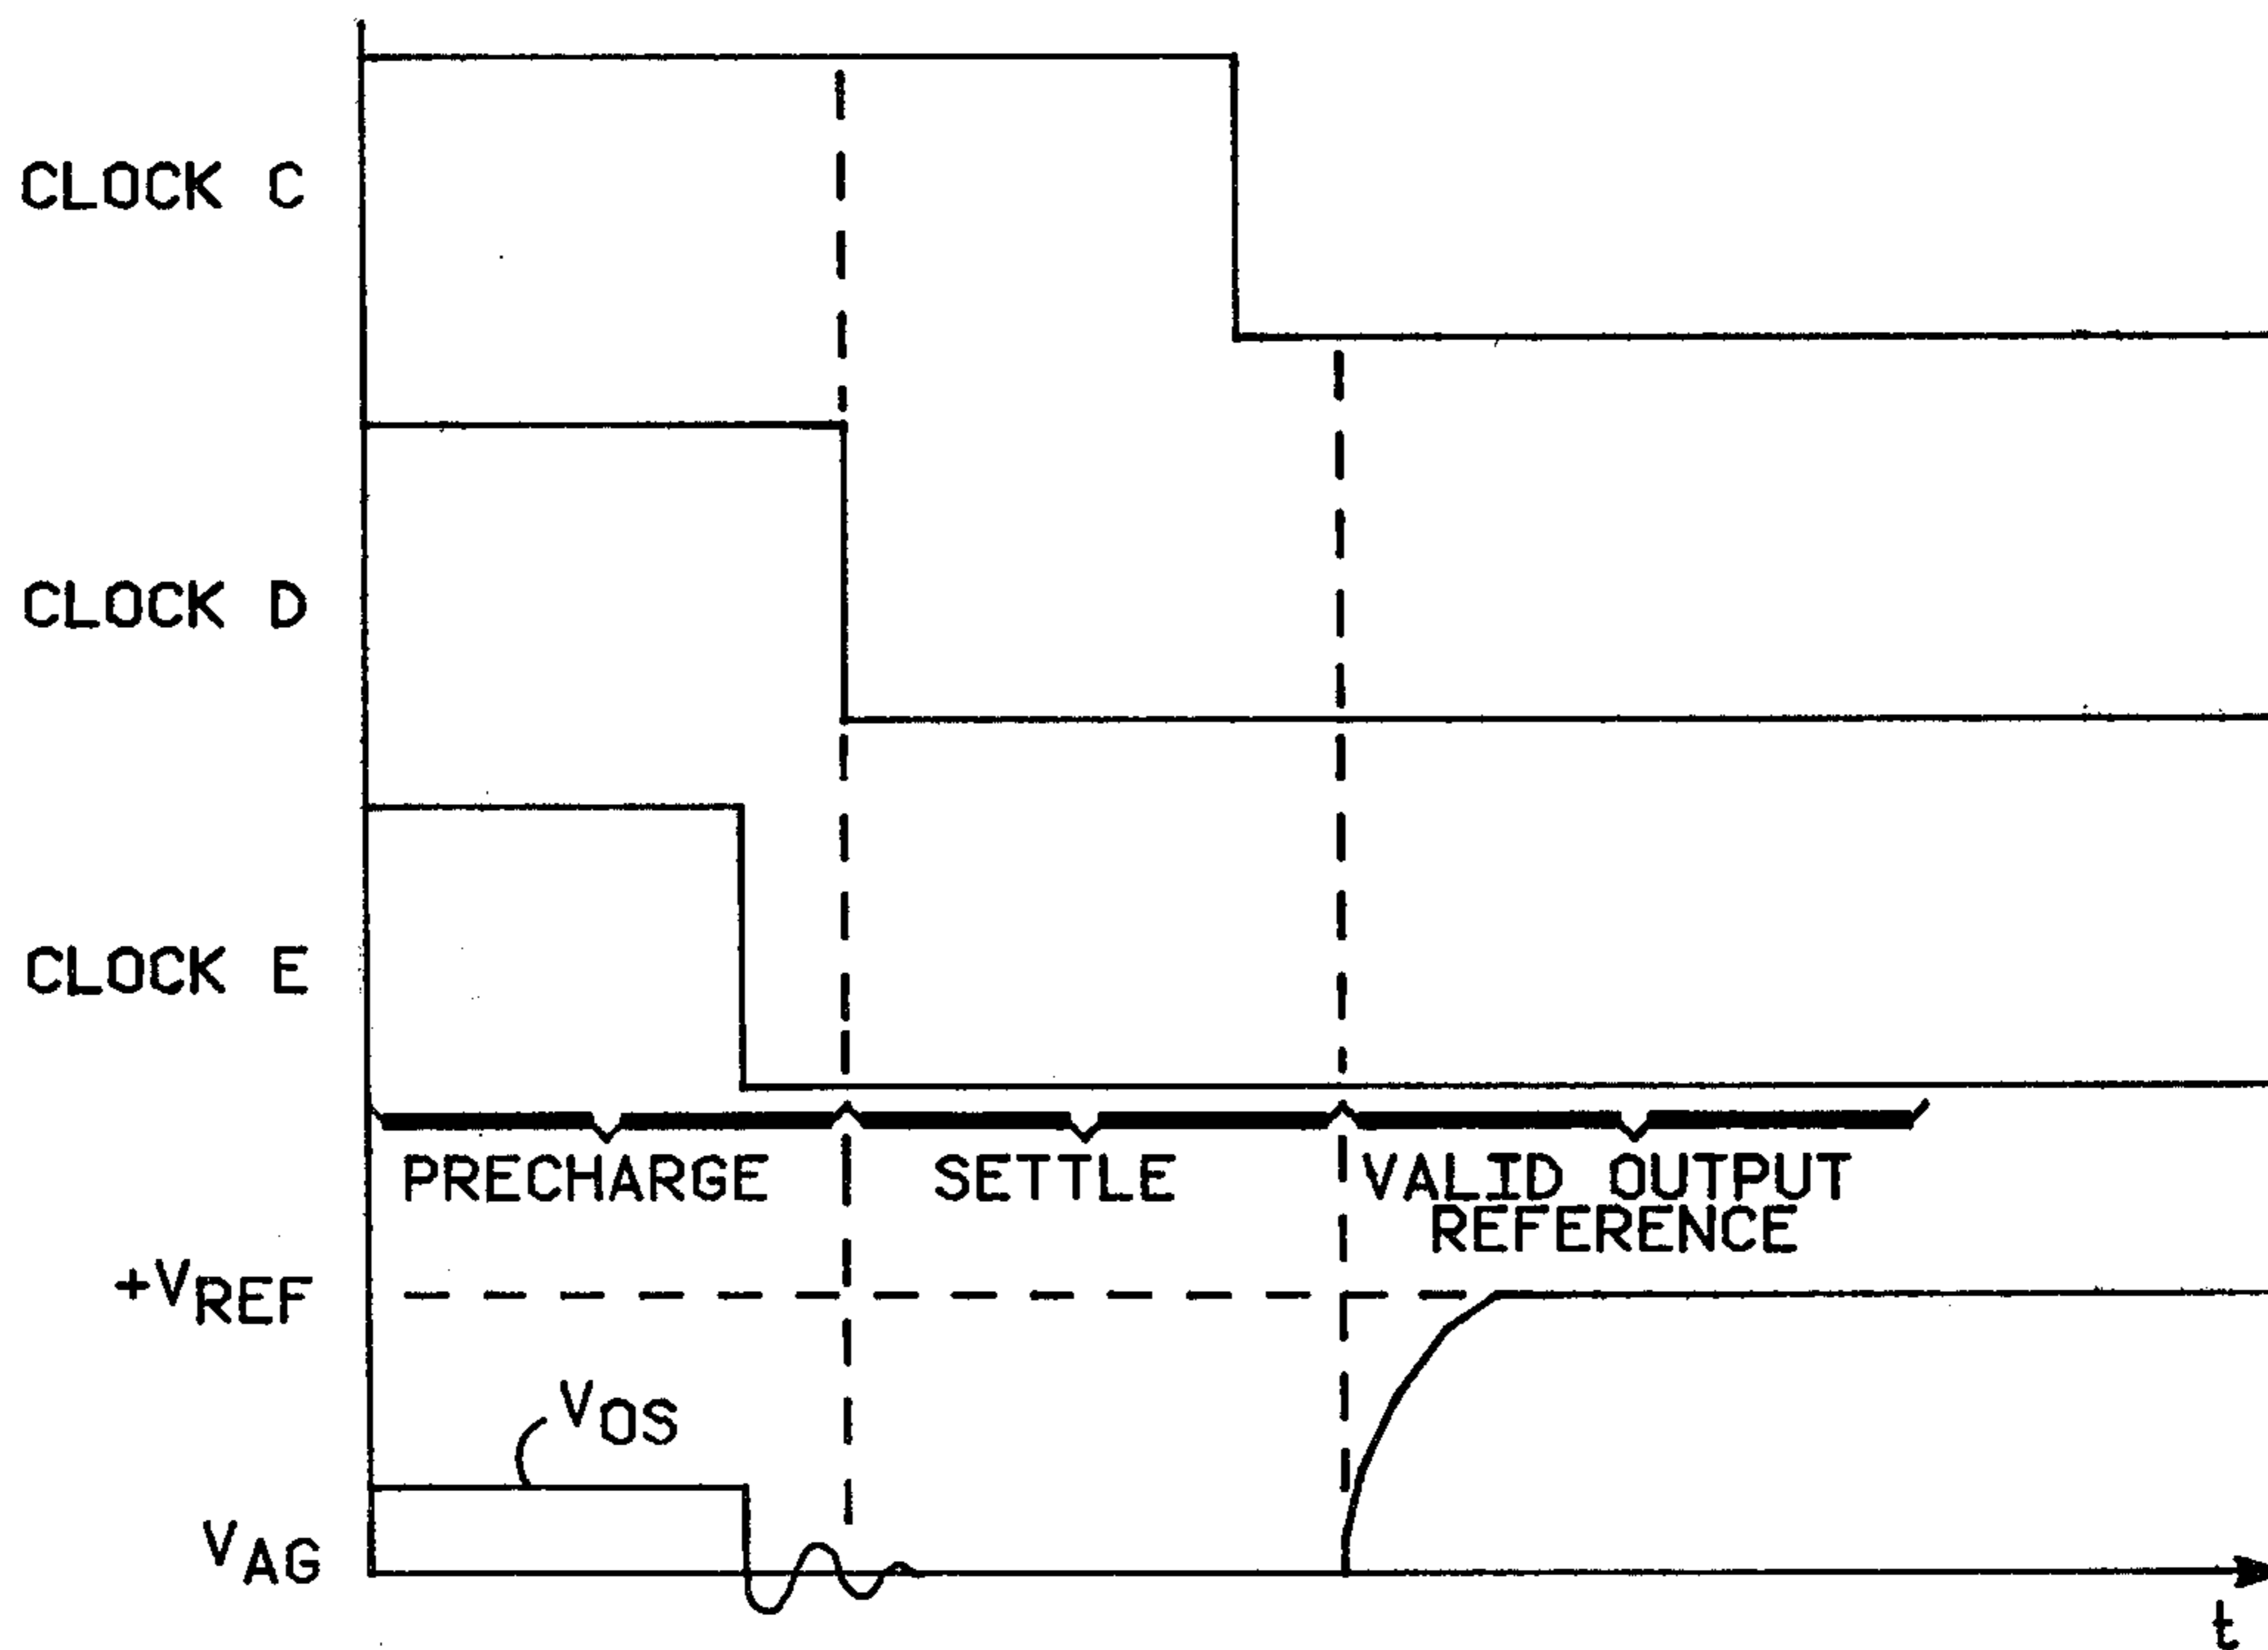 CLOCK C
CLOCK D
CLOCK E
PRECHARGE
SETTLE
VALID OUTPUT
REFERENCE
+VREF
VOS
VAG
t